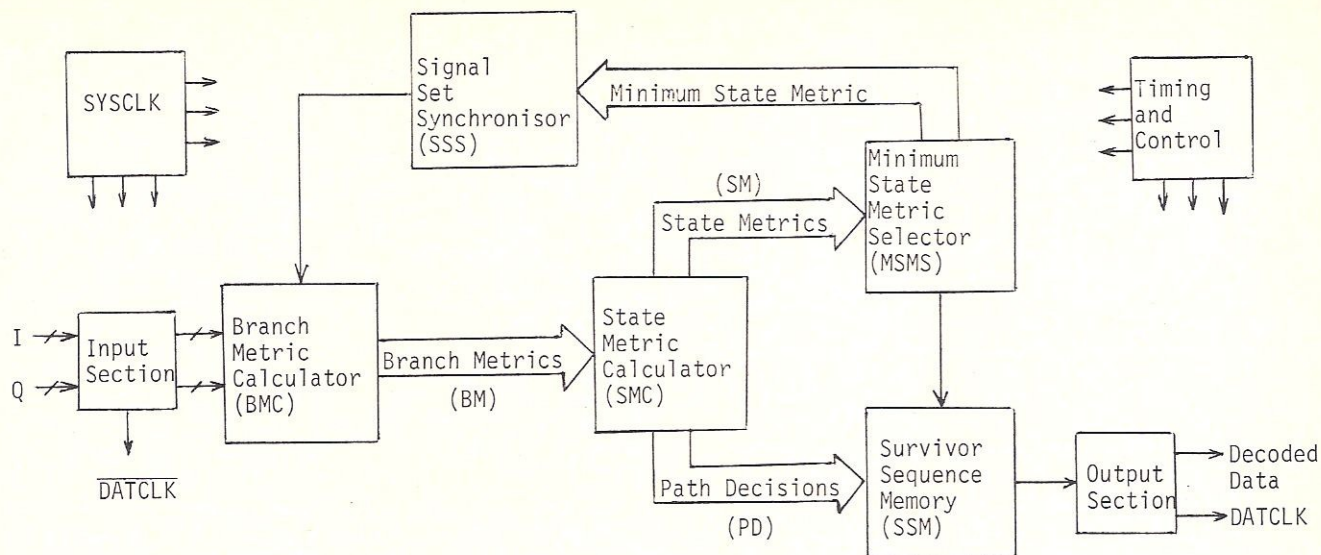 SYSCLK
Signal
Set
Synchronisor
(SSS)
Minimum State Metric
Timing
and
Control
Minimum
State
Metric
Selector
(MSMS)
(SM)
State Metrics
I
Q
Input
Section
DATCLK
Branch
Metric
Calculator
(BMC)
Branch Metrics
(BM)
State
Metric
Calculator
(SMC)
Path Decisions
(PD)
Survivor
Sequence
Memory
(SSM)
Output
Section
Decoded
Data
DATCLK